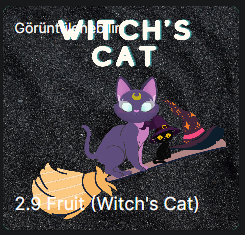 Görüntülenebilir
WITCH'S
CAT
2.9 Fruit (Witch's Cat)